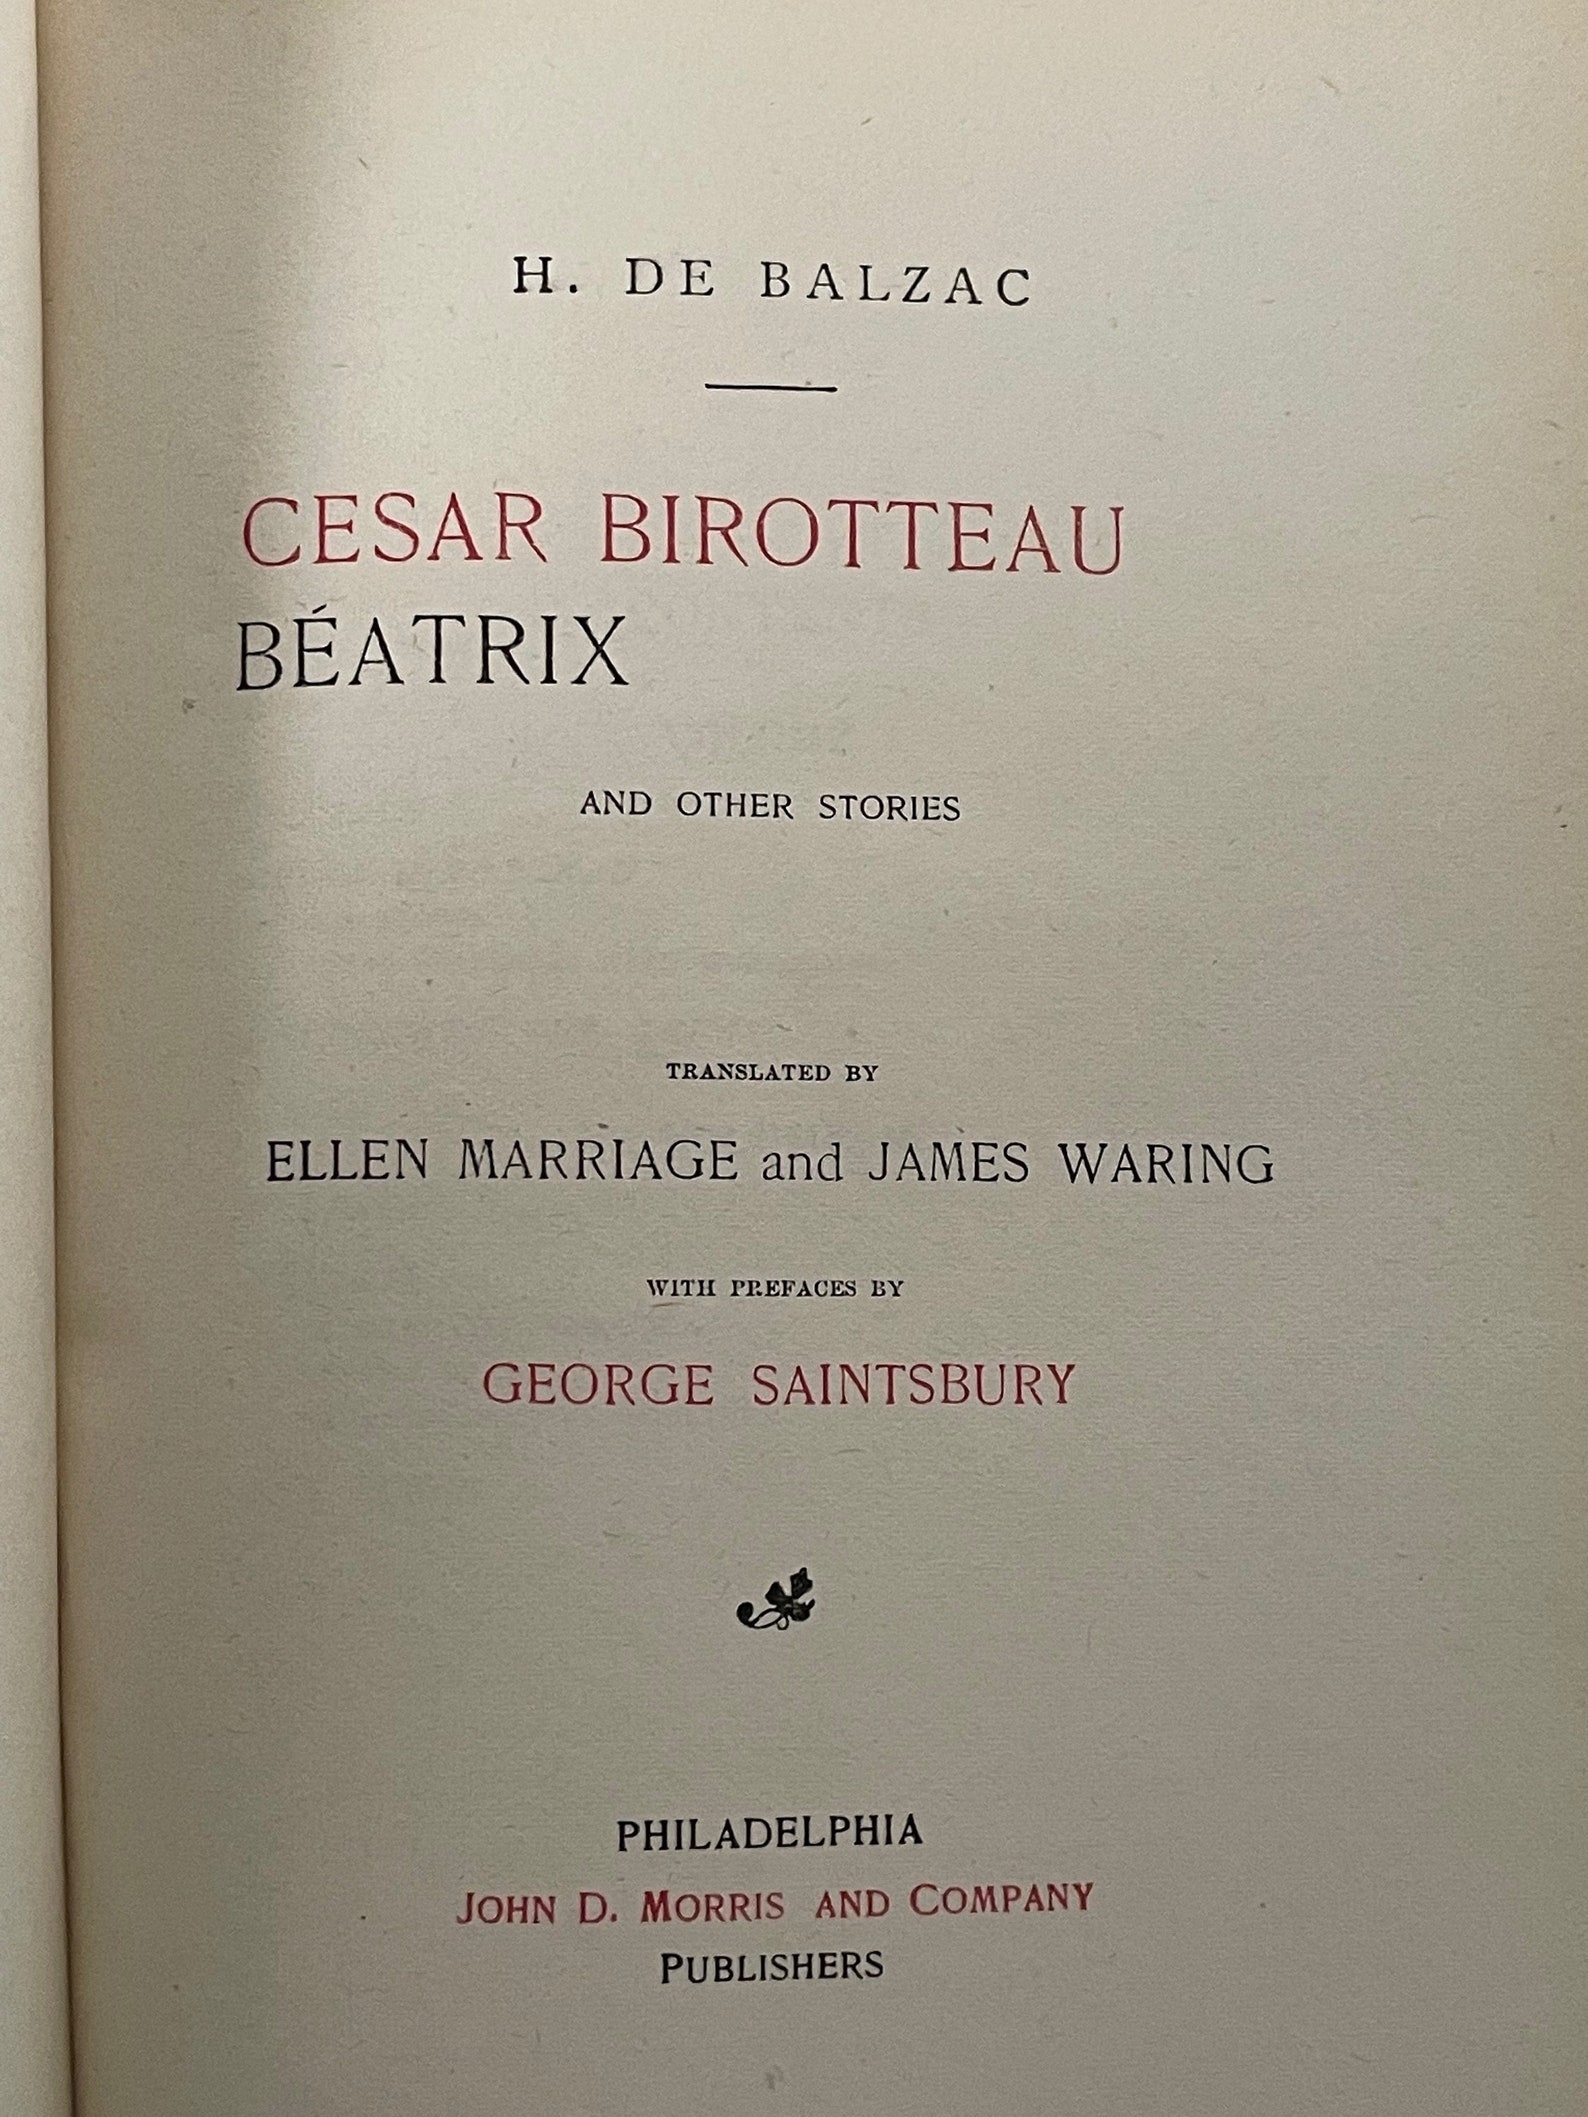 H. DE BALZAC
CESAR BIROTTEAU
BÉATRIX
AND OTHER STORIES
TRANSLATED BY
ELLEN MARRIAGE and JAMES WARING
WITH PREFACES BY
GEORGE SAINTSBURY
PHILADELPHIA
JOHN D. MORRIS AND COMPANY
PUBLISHERS